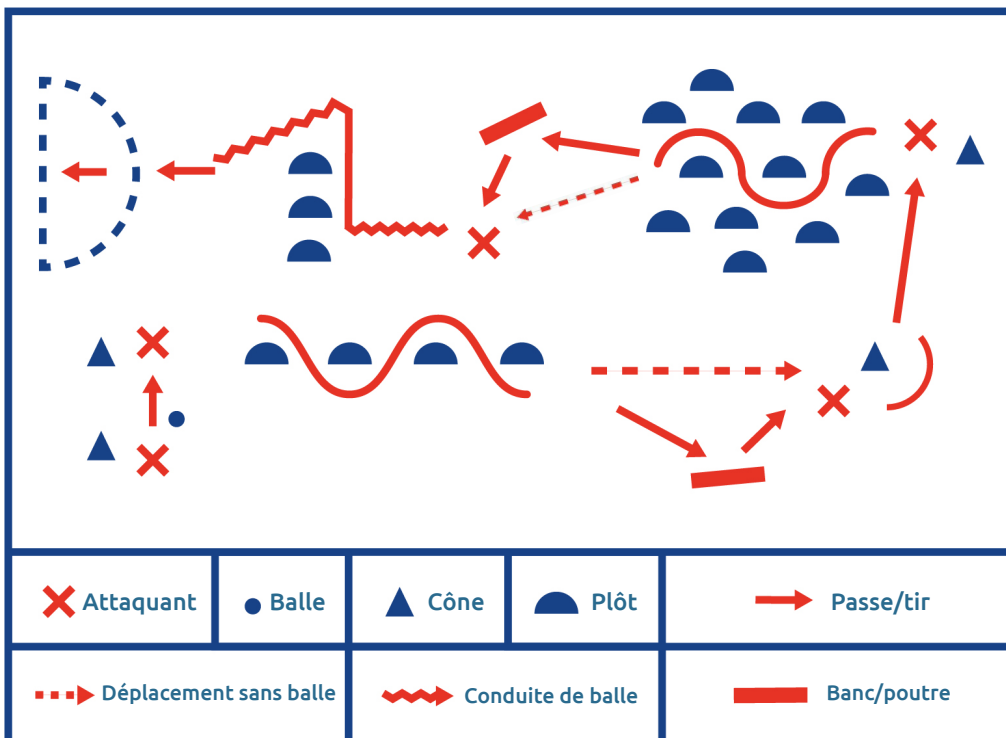 Attaquant
Balle
Cône
Plôt
Passe/tir
Déplacement sans balle
Conduite de balle
Banc/poutre